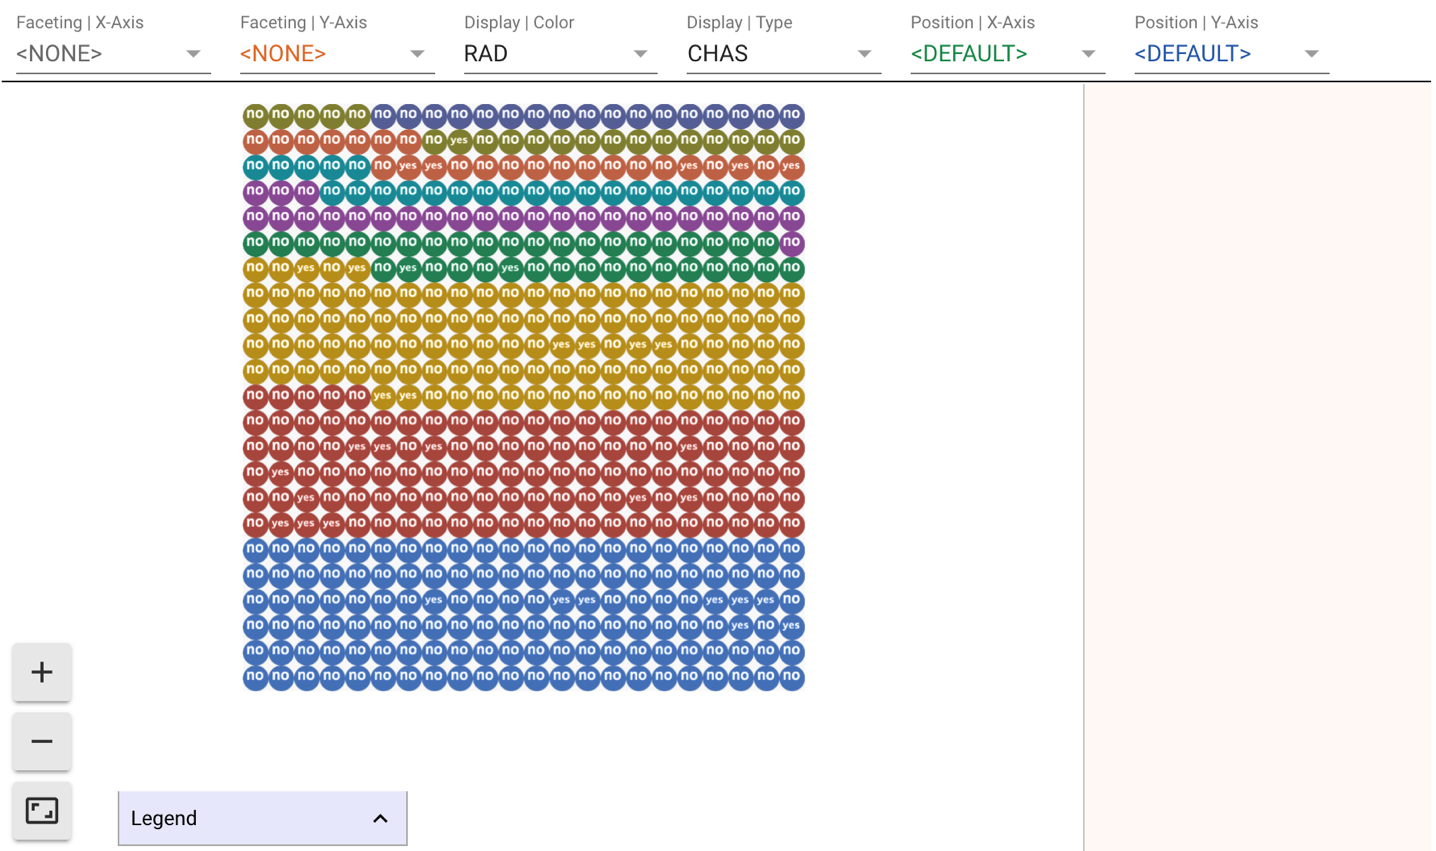 Faceting | X-Axis Faceting | Y-Axis Display | Color Display | Type Position | X-Axis Position | Y-Axis
<NONE> <NONE> RAD CHAS <DEFAULT> <DEFAULT>
no no no no no no no no no no no no no no no no no no no no no no
no no no no no no no no yes no no no no no no no no no no no no no
no no no no no no yes yes no no no no no no no no no yes no yes no yes
no no no no no no no no no no no no no no no no no no no no no no
no no no no no no no no no no no no no no no no no no no no no no
no no no no no no no no no no no no no no no no no no no no no no
no no yes no yes no yes no no no yes no no no no no no no no no no no
no no no no no no no no no no no no no no no no no no no no no no
no no no no no no no no no no no no no no no no no no no no no no
no no no no no no no no no no no no yes yes no yes yes no no no no no
no no no no no no no no no no no no no no no no no no no no no no
no no no no no yes yes no no no no no no no no no no no no no no no
no no no no no no no no no no no no no no no no no no no no no no
no no no no yes yes no yes no no no no no no no no no yes no no no no
no yes no no no no no no no no no no no no no no no no no no no no
no no yes no no no no no no no no no no no no yes no yes no no no no
no yes yes yes no no no no no no no no no no no no no no no no no no
no no no no no no no no no no no no no no no no no no no no no no
no no no no no no no no no no no no no no no no no no no no no no
no no no no no no no yes no no no no yes yes no no no no yes yes yes no
no no no no no no no no no no no no no no no no no no no yes no yes
no no no no no no no no no no no no no no no no no no no no no no
no no no no no no no no no no no no no no no no no no no no no no
Legend